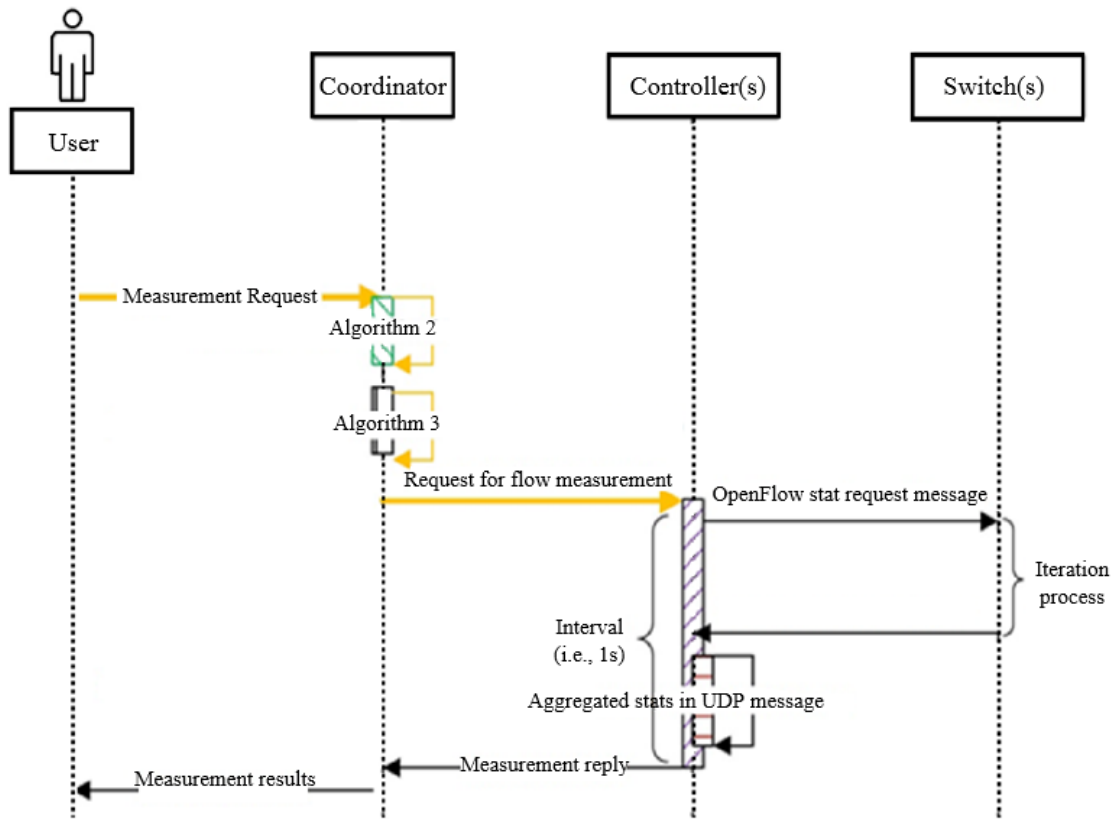 User
Coordinator
Controller(s)
Switch(s)
Measurement Request
Algorithm 2
Algorithm 3
Request for flow measurement
OpenFlow stat request message
Iteration
process
Interval
(i.e., 1s)
Aggregated stats in UDP message
Measurement reply
Measurement results